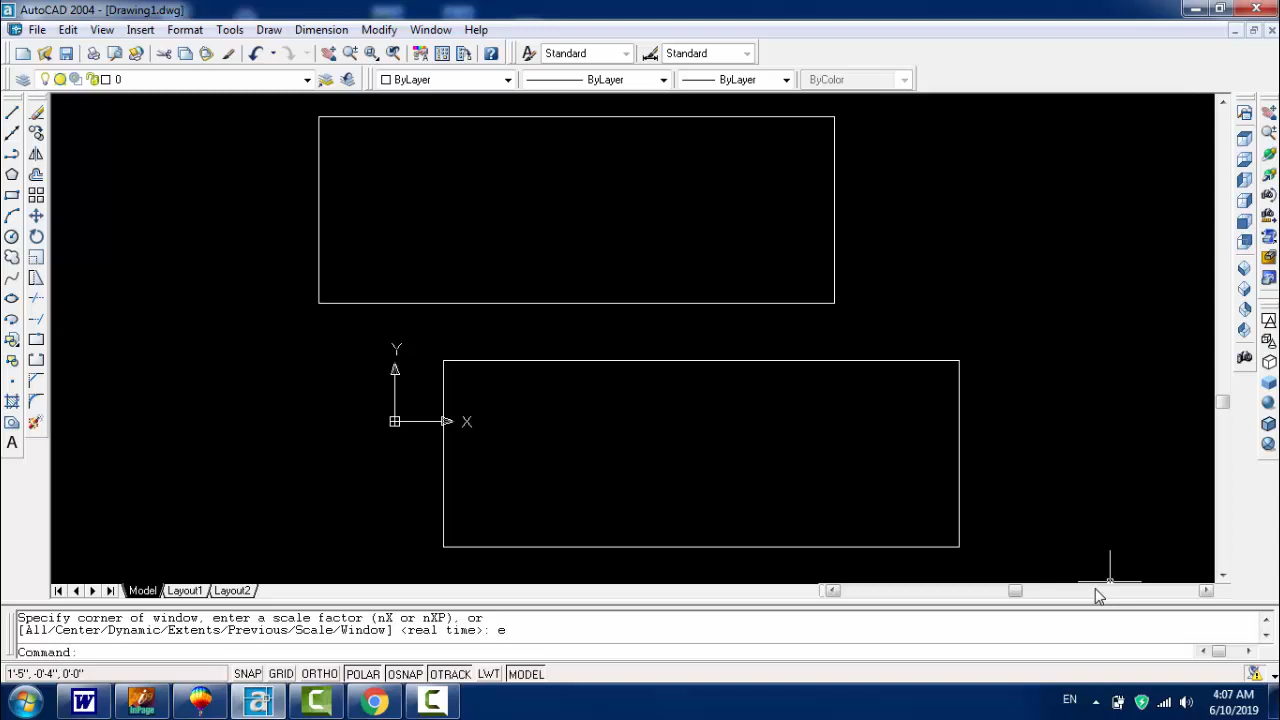 AutoCAD 2004 - [Drawing1.dwg]
File Edit View Insert Format Tools Draw Dimension Modify Window Help
Standard Standard
0 ByLayer ByLayer ByLayer ByColor
Y
X
A
Model Layout1 Layout2
Specify corner of window, enter a scale factor (nX or nXP), or
[All/Center/Dynamic/Extents/Previous/Scale/Window] <real time>: e
Command:
1'-5", -0'-4", 0'-0" SNAP GRID ORTHO POLAR OSNAP OTRACK LWT MODEL
EN 4:07 AM
6/10/2019
InPage